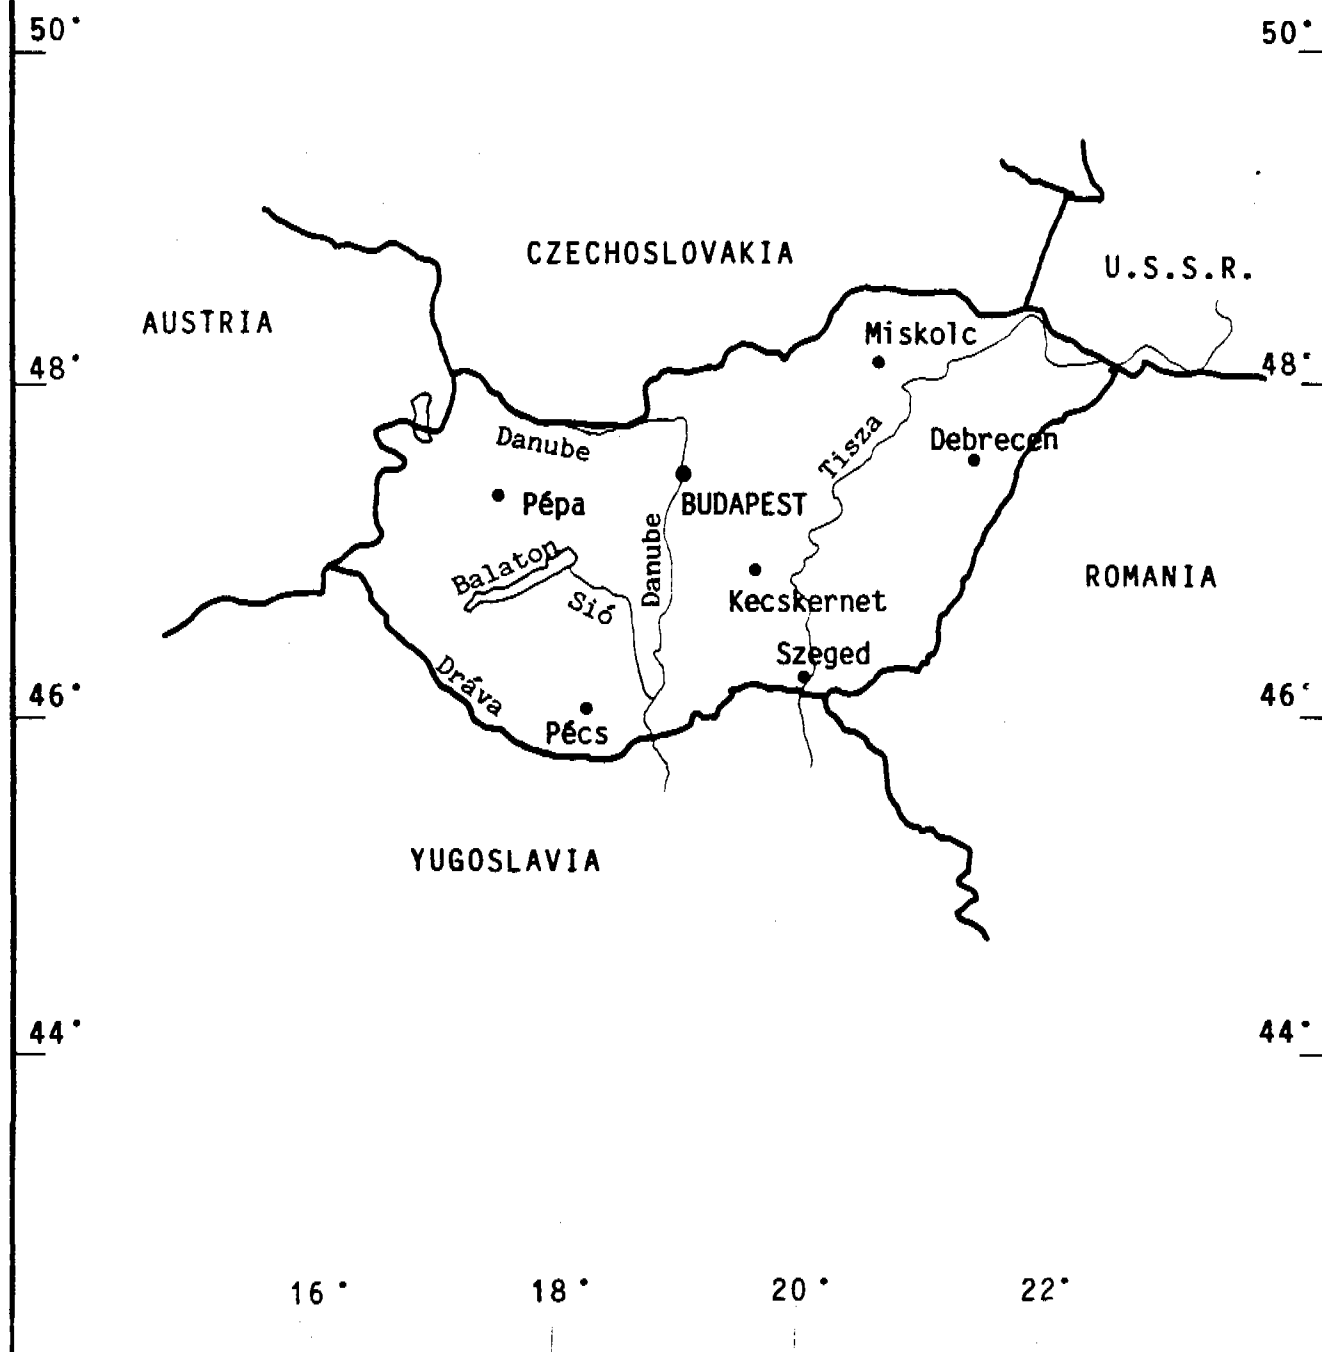 50° 50°
CZECHOSLOVAKIA
U.S.S.R.
AUSTRIA
Miskolc
48° 48°
Danube
Tisza
Debrecen
Pépa
BUDAPEST
Danube
Balaton
Sió
Kecskernet
ROMANIA
Szeged
Dráva
46° 46°
Pécs
YUGOSLAVIA
44° 44°
16° 18° 20° 22°